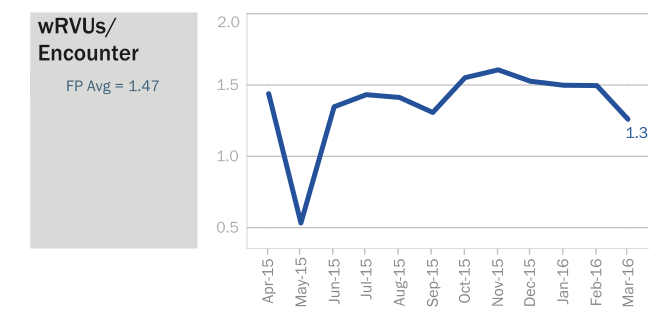 wRVUs/
Encounter
FP Avg = 1.47
2.0
1.5
1.0
0.5
1.3
Apr-15
May-15
Jun-15
Jul-15
Aug-15
Sep-15
Oct-15
Nov-15
Dec-15
Jan-16
Feb-16
Mar-16